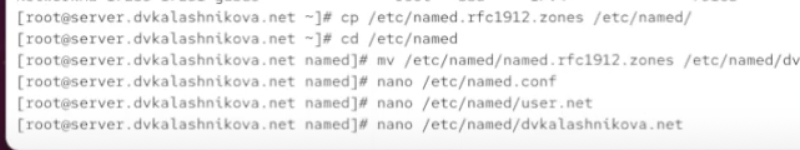 [root@server.dvkalashnikova.net ~]# cp /etc/named.rfc1912.zones /etc/named/
[root@server.dvkalashnikova.net ~]# cd /etc/named
[root@server.dvkalashnikova.net named]# mv /etc/named/named.rfc1912.zones /etc/named/dv
[root@server.dvkalashnikova.net named]# nano /etc/named.conf
[root@server.dvkalashnikova.net named]# nano /etc/named/user.net
[root@server.dvkalashnikova.net named]# nano /etc/named/dvkalashnikova.net